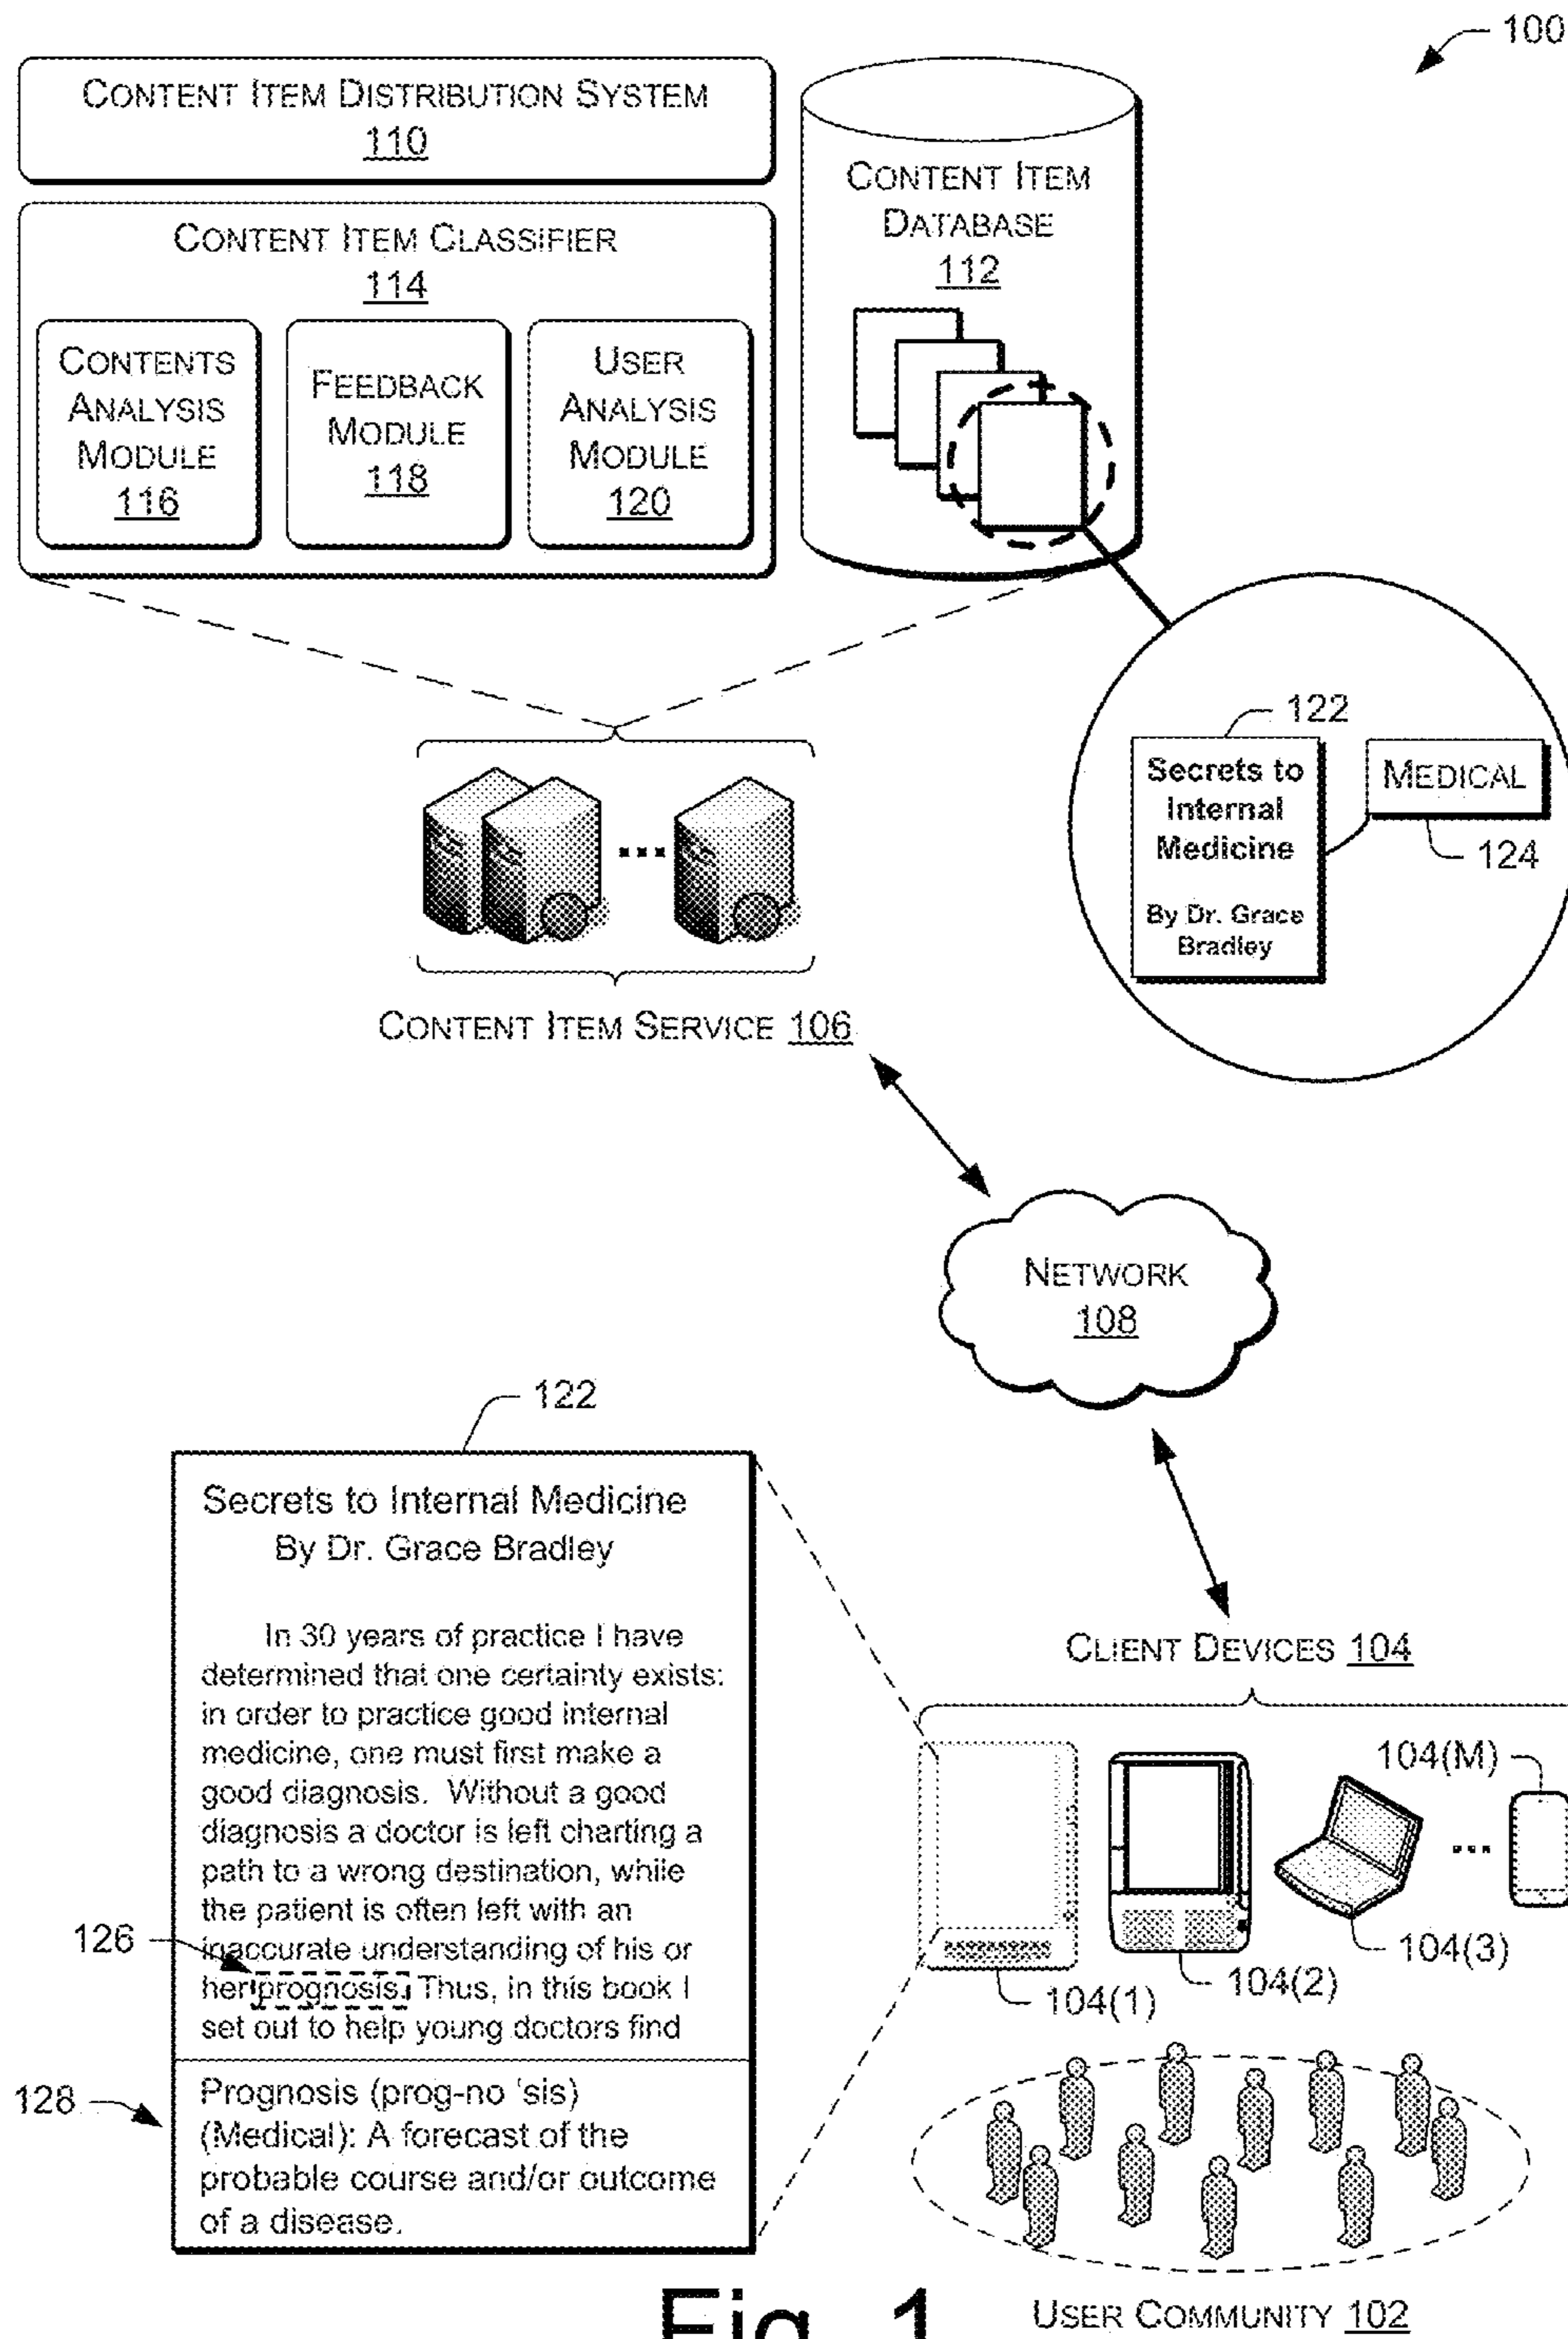 100
CONTENT ITEM DISTRIBUTION SYSTEM
110
CONTENT ITEM CLASSIFIER
114
CONTENTS
ANALYSIS
MODULE
116
FEEDBACK
MODULE
118
USER
ANALYSIS
MODULE
120
CONTENT ITEM
DATABASE
112
122
Secrets to
Internal
Medicine
By Dr. Grace
Bradley
MEDICAL
124
...
CONTENT ITEM SERVICE 106
NETWORK
108
122
Secrets to Internal Medicine
By Dr. Grace Bradley
In 30 years of practice I have
determined that one certainly exists:
in order to practice good internal
medicine, one must first make a
good diagnosis. Without a good
diagnosis a doctor is left charting a
path to a wrong destination, while
the patient is often left with an
inaccurate understanding of his or
her prognosis. Thus, in this book I
set out to help young doctors find
126
128
Prognosis (prog-no 'sis)
(Medical): A forecast of the
probable course and/or outcome
of a disease.
CLIENT DEVICES 104
104(M)
...
104(3)
104(2)
104(1)
USER COMMUNITY 102
Fig. 1